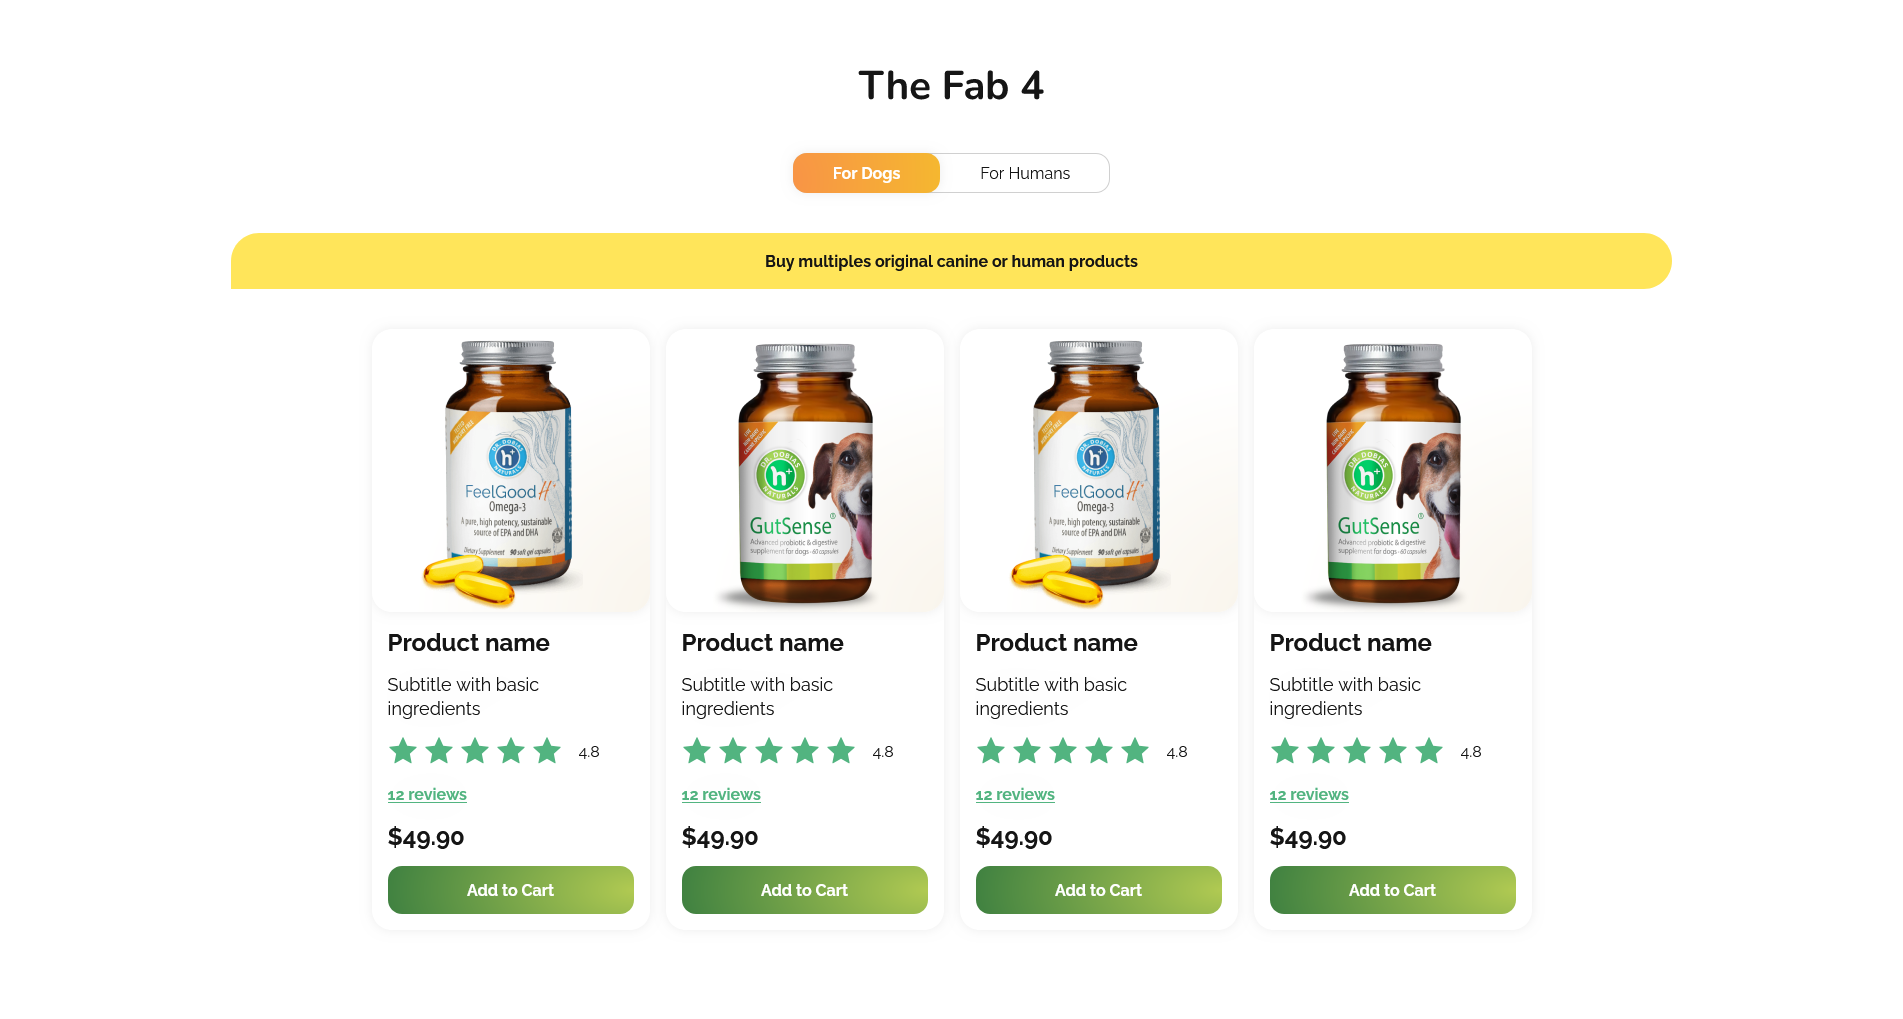 The Fab 4
For Dogs
For Humans
Buy multiples original canine or human products
DR. DOBIAS
h+
NATURALS
FeelGood
Omega-3
A pure, high potency, sustainable
source of EPA and DHA
Dietary Supplement 90 soft gel capsules
DR. DOBIAS
h+
NATURALS
GutSense®
Advanced probiotic & digestive
supplement for dogs · 60 capsules
DR. DOBIAS
h+
NATURALS
FeelGood
Omega-3
A pure, high potency, sustainable
source of EPA and DHA
Dietary Supplement 90 soft gel capsules
DR. DOBIAS
h+
NATURALS
GutSense®
Advanced probiotic & digestive
supplement for dogs · 60 capsules
Product name
Subtitle with basic
ingredients
4.8
12 reviews
$49.90
Add to Cart
Product name
Subtitle with basic
ingredients
4.8
12 reviews
$49.90
Add to Cart
Product name
Subtitle with basic
ingredients
4.8
12 reviews
$49.90
Add to Cart
Product name
Subtitle with basic
ingredients
4.8
12 reviews
$49.90
Add to Cart